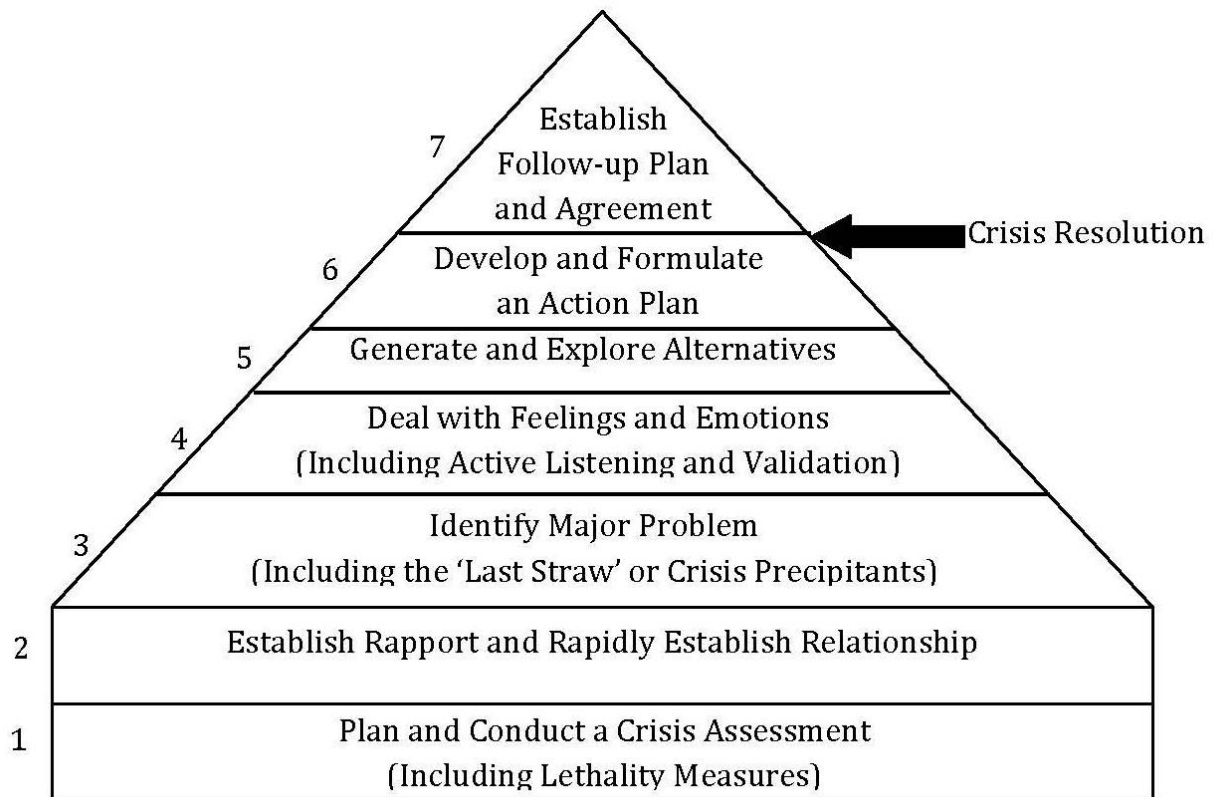 7
Establish
Follow-up Plan
and Agreement
Crisis Resolution
6
Develop and Formulate
an Action Plan
5
Generate and Explore Alternatives
4
Deal with Feelings and Emotions
(Including Active Listening and Validation)
3
Identify Major Problem
(Including the ‘Last Straw’ or Crisis Precipitants)
2
Establish Rapport and Rapidly Establish Relationship
1
Plan and Conduct a Crisis Assessment
(Including Lethality Measures)